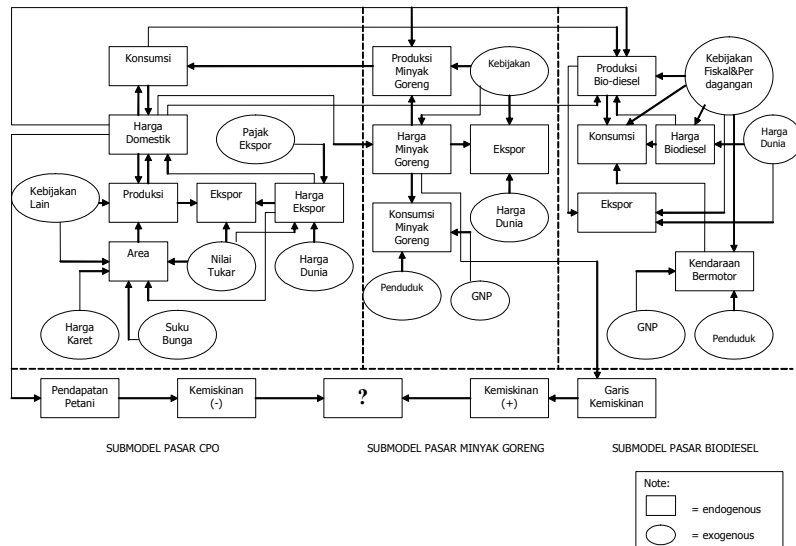 Konsumsi
Harga
Domestik
Pajak
Ekspor
Kebijakan
Lain
Produksi
Ekspor
Harga
Ekspor
Area
Nilai
Tukar
Harga
Dunia
Harga
Karet
Suku
Bunga
Produksi
Minyak
Goreng
Kebijakan
Harga
Minyak
Goreng
Ekspor
Konsumsi
Minyak
Goreng
Harga
Dunia
Penduduk
GNP
Produksi
Bio-diesel
Kebijakan
Fiskal&Per
dagangan
Konsumsi
Harga
Biodiesel
Harga
Dunia
Ekspor
Kendaraan
Bermotor
GNP
Penduduk
Pendapatan
Petani
Kemiskinan
(-)
?
Kemiskinan
(+)
Garis
Kemiskinan
SUBMODEL PASAR CPO
SUBMODEL PASAR MINYAK GORENG
SUBMODEL PASAR BIODIESEL
Note:
= endogenous
= exogenous